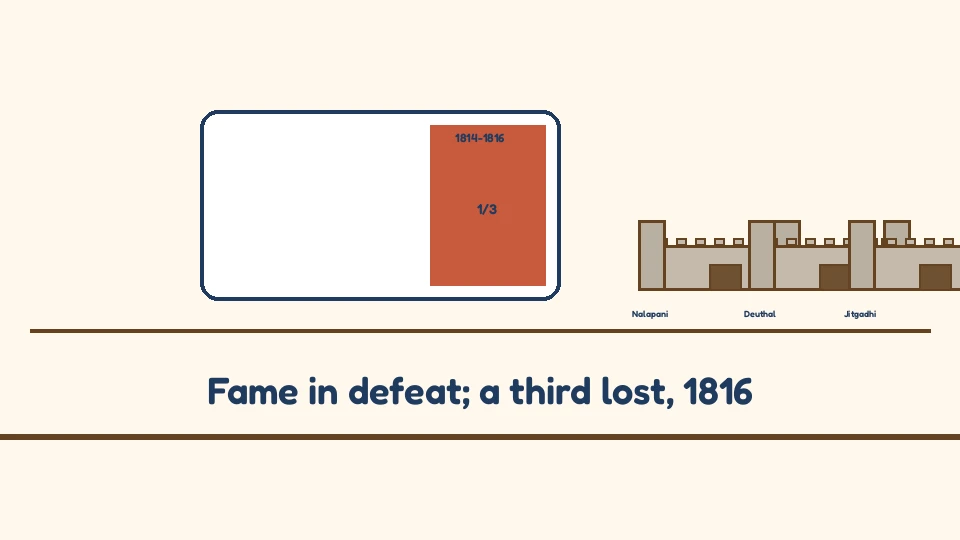 1814-1816
1/3
Nalapani
Deuthal
Jitgadhi
Fame in defeat; a third lost, 1816